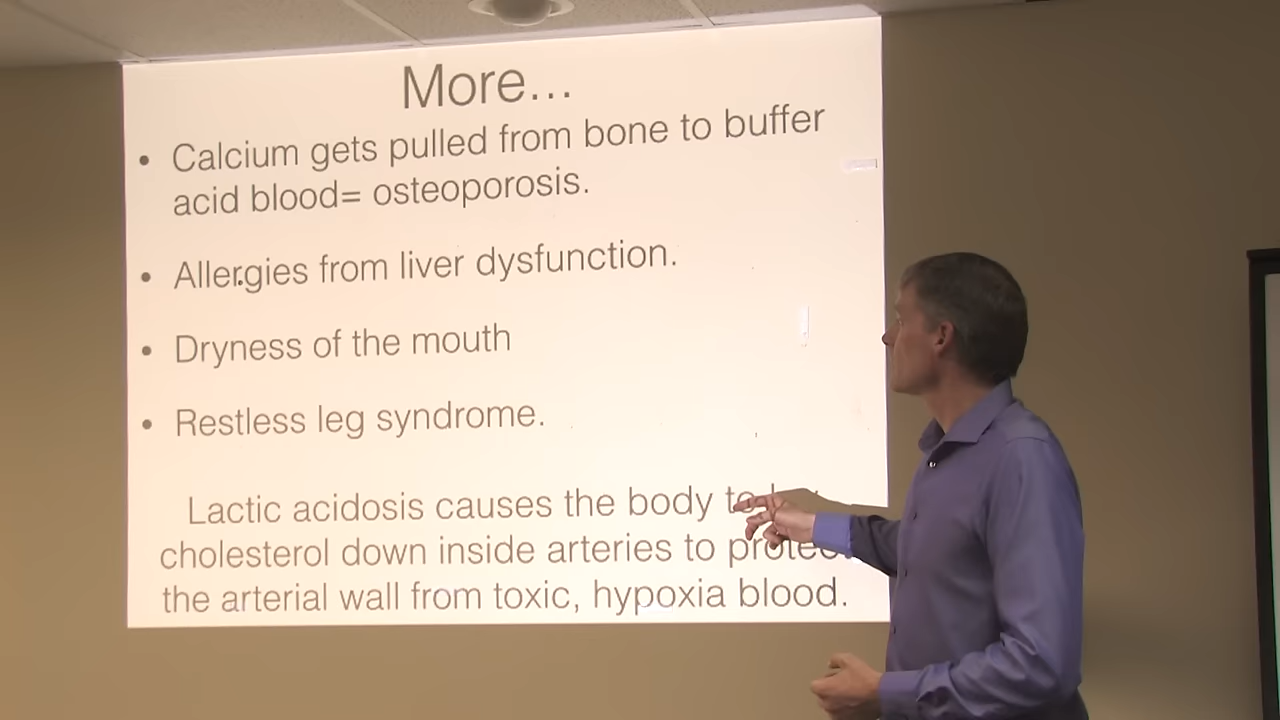 More...
• Calcium gets pulled from bone to buffer
acid blood= osteoporosis.
• Allergies from liver dysfunction.
• Dryness of the mouth
• Restless leg syndrome.
Lactic acidosis causes the body to
cholesterol down inside arteries to protect
the arterial wall from toxic, hypoxia blood.